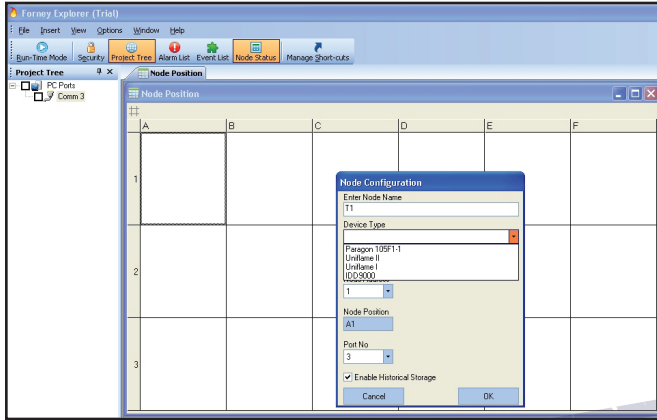 Forney Explorer (Trial)
File Insert View Options Window Help
Run-Time Mode Security Project Tree Alarm List Event List Node Status Manage Short-cuts
Project Tree
Node Position
PC Ports
Comm 3
Node Position
A B C D E F
1
2
3
Node Configuration
Enter Node Name
T1
Device Type
Paragon 105F1-1
Uniflame II
Uniflame I
IDD9000
Node Address
1
Node Position
A1
Port No
3
Enable Historical Storage
Cancel OK